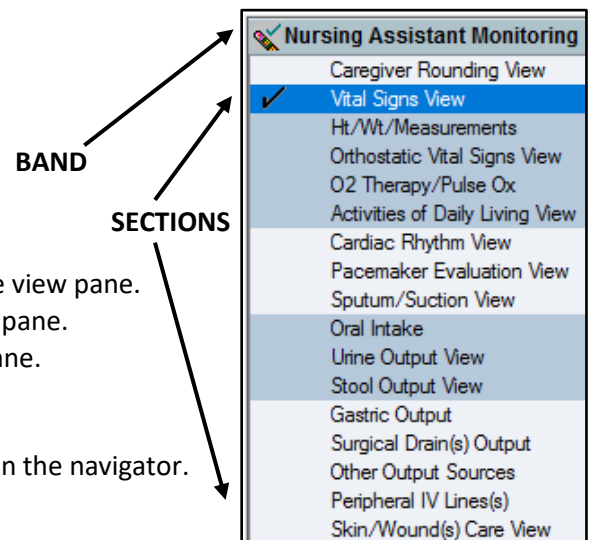 Nursing Assistant Monitoring
Caregiver Rounding View
Vital Signs View
Ht/Wt/Measurements
BAND
Orthostatic Vital Signs View
O2 Therapy/Pulse Ox
Activities of Daily Living View
SECTIONS
Cardiac Rhythm View
Pacemaker Evaluation View
view pane.
Sputum/Suction View
pane.
Oral Intake
Urine Output View
Stool Output View
Gastric Output
Surgical Drain(s) Output
n the navigator.
Other Output Sources
Peripheral IV Lines(s)
Skin/Wound(s) Care View